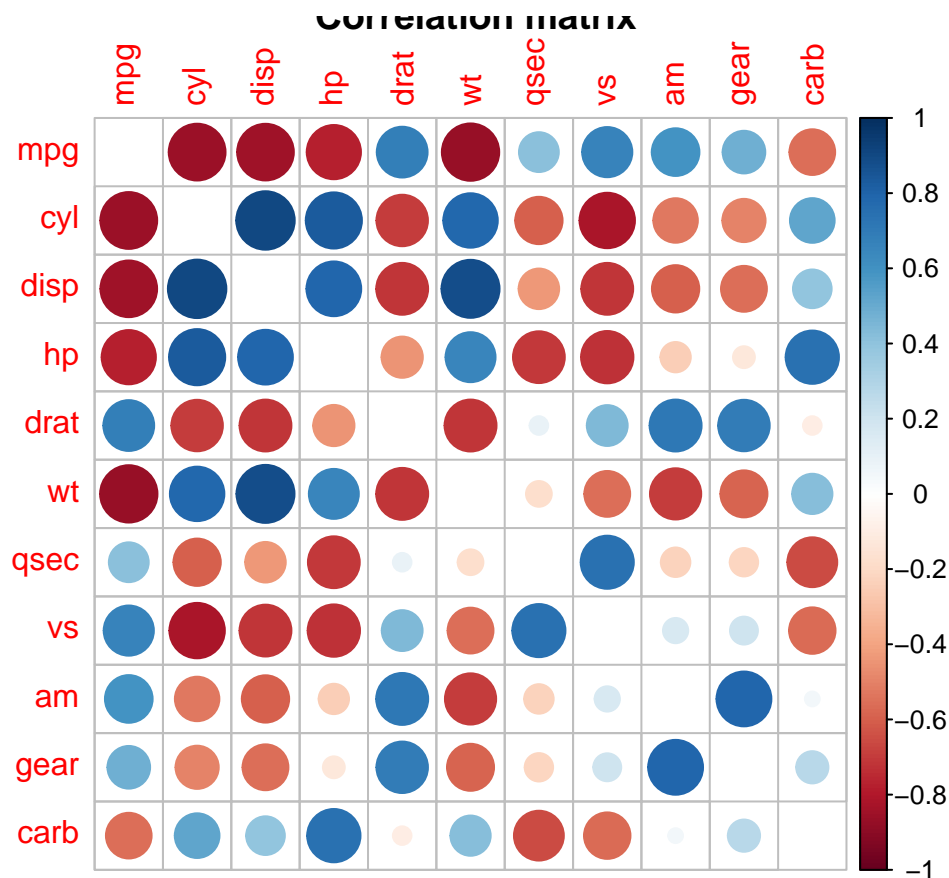 Correlation matrix
mpg cyl disp hp drat wt qsec vs am gear carb
mpg
cyl
disp
hp
drat
wt
qsec
vs
am
gear
carb
1
0.8
0.6
0.4
0.2
0
−0.2
−0.4
−0.6
−0.8
−1